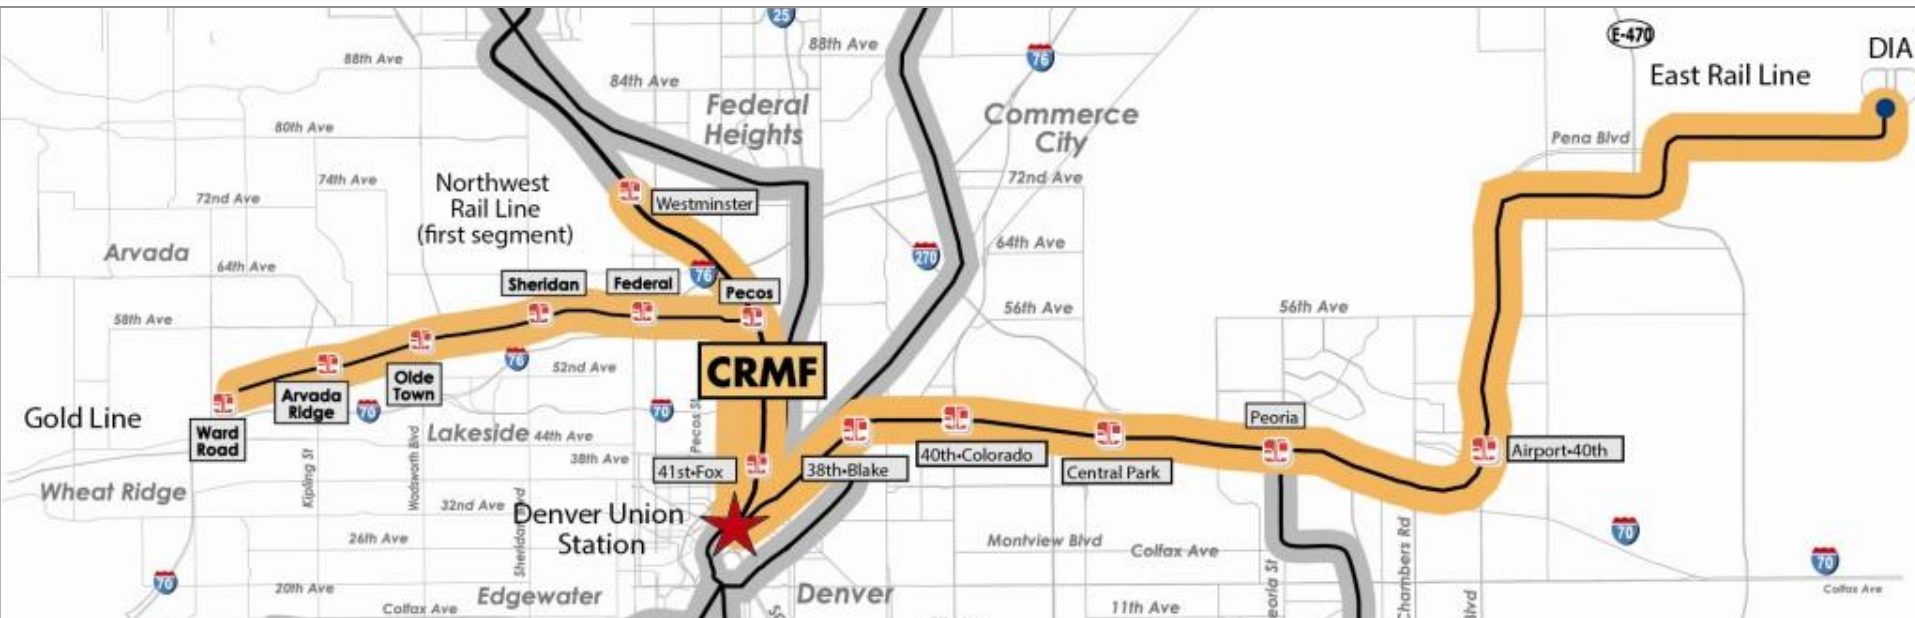 25
E-470
DIA
88th Ave
88th Ave
76
East Rail Line
84th Ave
Federal
Heights
Commerce
City
80th Ave
Pena Blvd
74th Ave
72nd Ave
72nd Ave
Northwest
Rail Line
(first segment)
Westminster
Arvada
64th Ave
64th Ave
270
76
Sheridan
Federal
Pecos
58th Ave
56th Ave
56th Ave
76
52nd Ave
CRMF
Olde
Town
Arvada
Ridge
70
70
Gold Line
Ward
Road
Pecos St
Peoria
Lakeside
44th Ave
38th Ave
41st•Fox
38th•Blake
40th•Colorado
Central Park
Airport•40th
Kipling St
Wadsworth Blvd
Wheat Ridge
32nd Ave
Denver Union
Station
26th Ave
Montview Blvd
Colfax Ave
Chambers Rd
70
70
70
20th Ave
Edgewater
Denver
Colfax Ave
11th Ave
eoria St
lvd
Colfax Ave